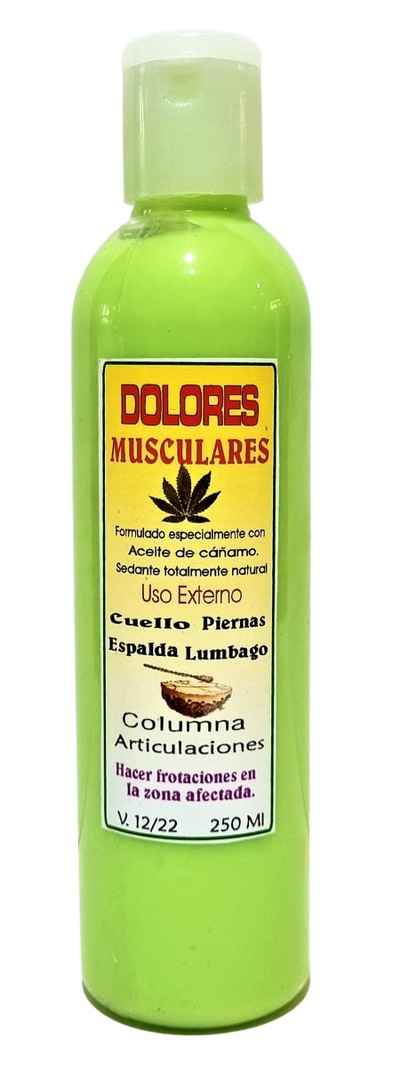 DOLORES
MUSCULARES
Formulado especialmente con
Aceite de cáñamo.
Sedante totalmente natural
Uso Externo
Cuello Piernas
Espalda Lumbago
Columna
Articulaciones
Hacer frotaciones en
la zona afectada.
V. 12/22 250 Ml